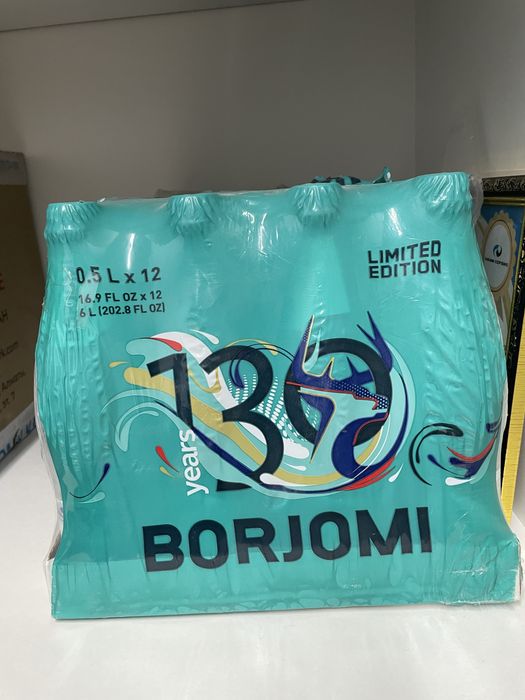 0.5 L x 12
16.9 FL OZ x 12
6 L (202.8 FL OZ)
LIMITED
EDITION
130
years
BORJOMI